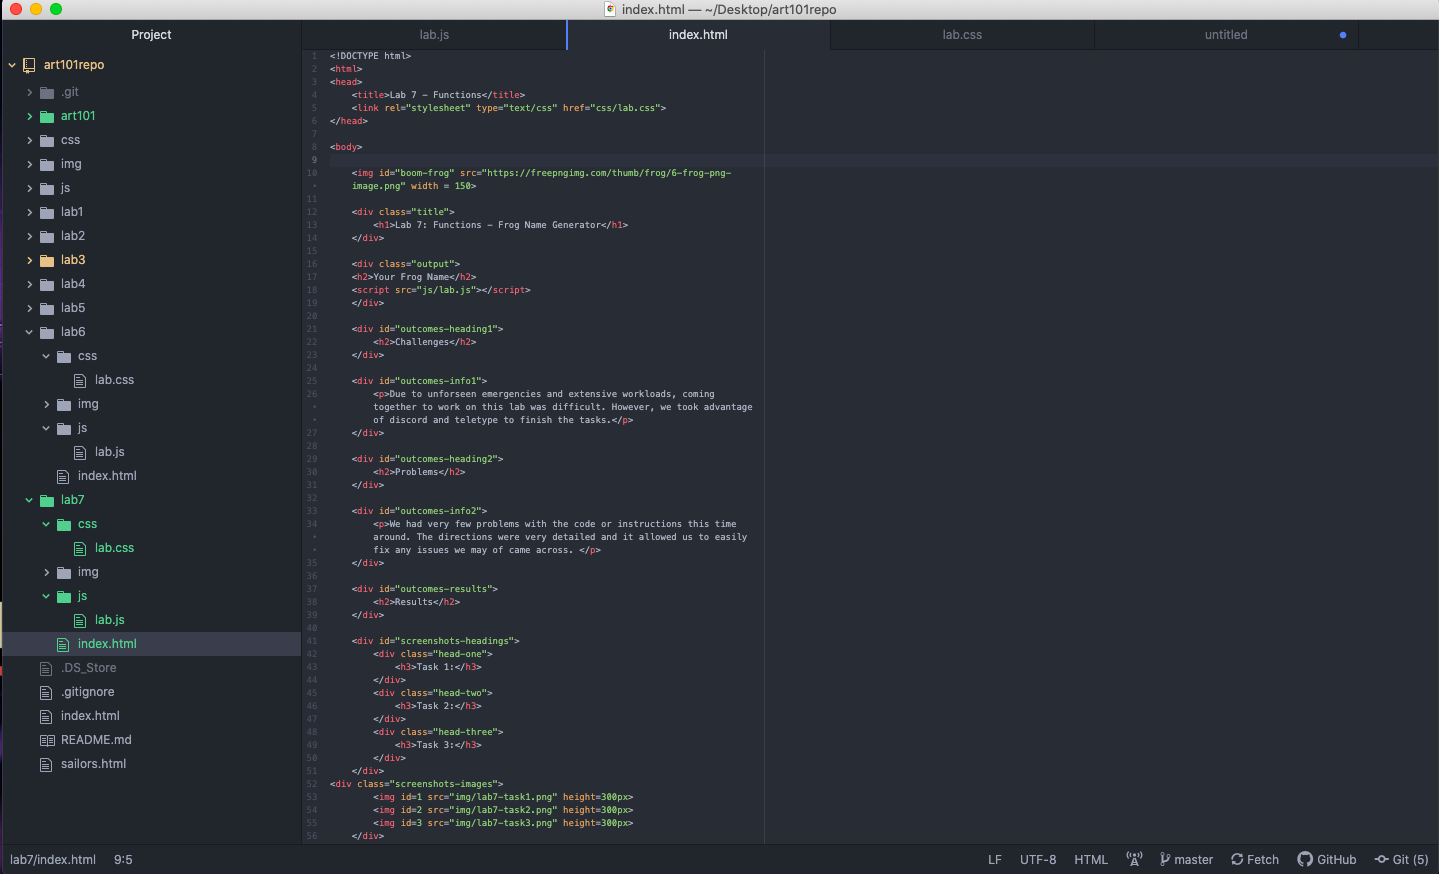 index.html — ~/Desktop/art101repo
Project
lab.js
index.html
lab.css
untitled
art101repo
.git
art101
css
img
js
lab1
lab2
lab3
lab4
lab5
lab6
css
lab.css
img
js
lab.js
index.html
lab7
css
lab.css
img
js
lab.js
index.html
.DS_Store
.gitignore
index.html
README.md
sailors.html
1 <!DOCTYPE html>
2 <html>
3 <head>
4 <title>Lab 7 - Functions</title>
5 <link rel="stylesheet" type="text/css" href="css/lab.css">
6 </head>
7
8 <body>
9
10 <img id="boom-frog" src="https://freepngimg.com/thumb/frog/6-frog-png-
• image.png" width = 150>
11
12 <div class="title">
13 <h1>Lab 7: Functions - Frog Name Generator</h1>
14 </div>
15
16 <div class="output">
17 <h2>Your Frog Name</h2>
18 <script src="js/lab.js"></script>
19 </div>
20
21 <div id="outcomes-heading1">
22 <h2>Challenges</h2>
23 </div>
24
25 <div id="outcomes-info1">
26 <p>Due to unforseen emergencies and extensive workloads, coming
• together to work on this lab was difficult. However, we took advantage
• of discord and teletype to finish the tasks.</p>
27 </div>
28
29 <div id="outcomes-heading2">
30 <h2>Problems</h2>
31 </div>
32
33 <div id="outcomes-info2">
34 <p>We had very few problems with the code or instructions this time
• around. The directions were very detailed and it allowed us to easily
• fix any issues we may of came across. </p>
35 </div>
36
37 <div id="outcomes-results">
38 <h2>Results</h2>
39 </div>
40
41 <div id="screenshots-headings">
42 <div class="head-one">
43 <h3>Task 1:</h3>
44 </div>
45 <div class="head-two">
46 <h3>Task 2:</h3>
47 </div>
48 <div class="head-three">
49 <h3>Task 3:</h3>
50 </div>
51 </div>
52 <div class="screenshots-images">
53 <img id=1 src="img/lab7-task1.png" height=300px>
54 <img id=2 src="img/lab7-task2.png" height=300px>
55 <img id=3 src="img/lab7-task3.png" height=300px>
56 </div>
lab7/index.html 9:5 LF UTF-8 HTML master Fetch GitHub Git (5)